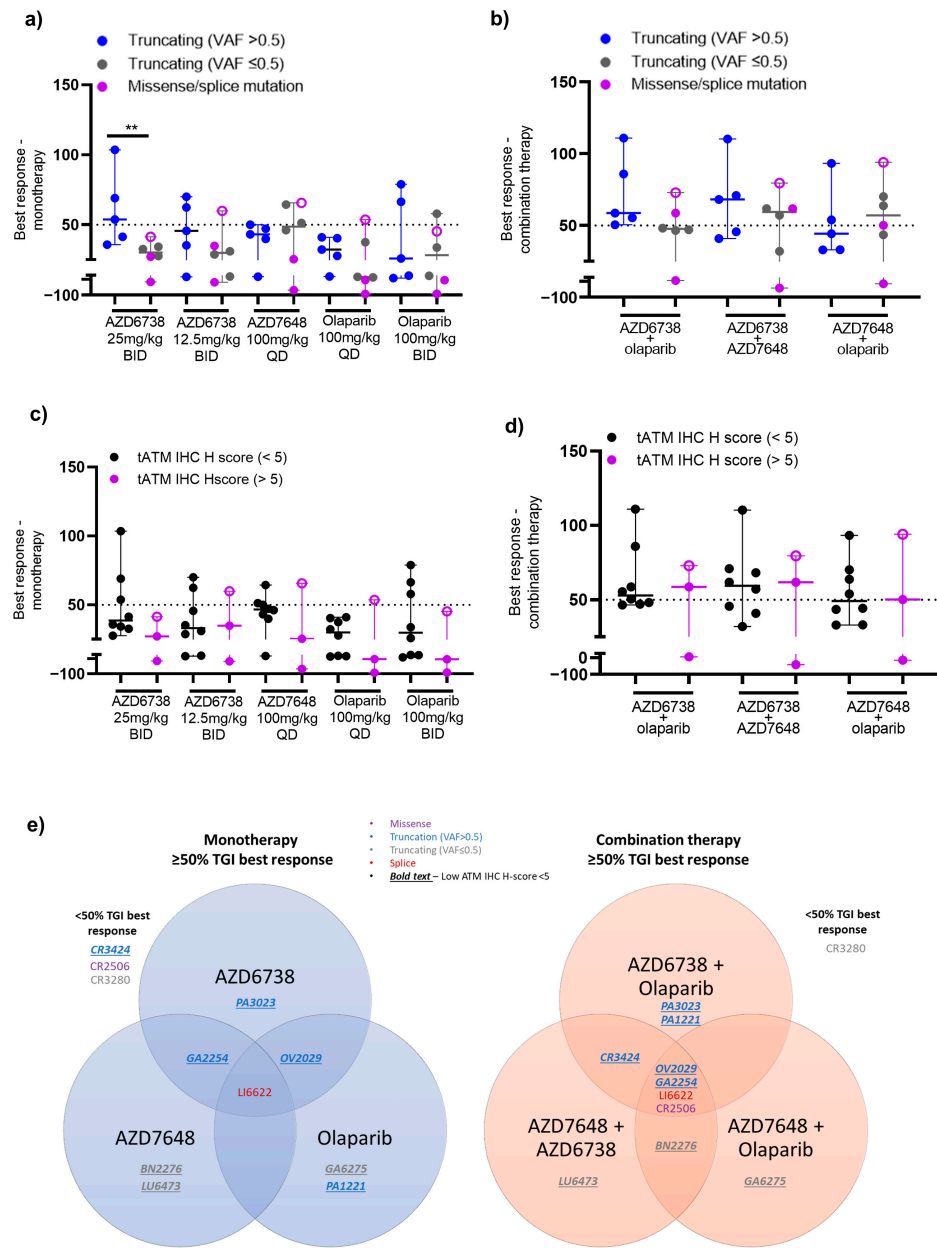 a)
Truncating (VAF >0.5)
Truncating (VAF ≤0.5)
Missense/splice mutation
Best response -
monotherapy
150
100
50
−100
**
AZD6738
25mg/kg
BID
AZD6738
12.5mg/kg
BID
AZD7648
100mg/kg
QD
Olaparib
100mg/kg
QD
Olaparib
100mg/kg
BID
b)
Truncating (VAF >0.5)
Truncating (VAF ≤0.5)
Missense/splice mutation
Best response -
combination therapy
150
100
50
−100
AZD6738
+
olaparib
AZD6738
+
AZD7648
AZD7648
+
olaparib
c)
tATM IHC H score (< 5)
tATM IHC Hscore (> 5)
Best response -
monotherapy
150
100
50
0
−100
AZD6738
25mg/kg
BID
AZD6738
12.5mg/kg
BID
AZD7648
100mg/kg
QD
Olaparib
100mg/kg
QD
Olaparib
100mg/kg
BID
d)
tATM IHC H score (< 5)
tATM IHC H score (> 5)
Best response -
combination therapy
150
100
50
0
−100
AZD6738
+
olaparib
AZD6738
+
AZD7648
AZD7648
+
olaparib
e)
Monotherapy
≥50% TGI best response
• Missense
• Truncation (VAF>0.5)
• Truncating (VAF≤0.5)
• Splice
• Bold text – Low ATM IHC H-score <5
Combination therapy
≥50% TGI best response
<50% TGI best
response
CR3424
CR2506
CR3280
AZD6738
PA3023
GA2254
OV2029
LI6622
AZD7648
BN2276
LU6473
Olaparib
GA6275
PA1221
<50% TGI best
response
CR3280
AZD6738 +
Olaparib
PA3023
PA1221
CR3424
OV2029
GA2254
LI6622
CR2506
AZD7648 +
AZD6738
LU6473
BN2276
AZD7648 +
Olaparib
GA6275